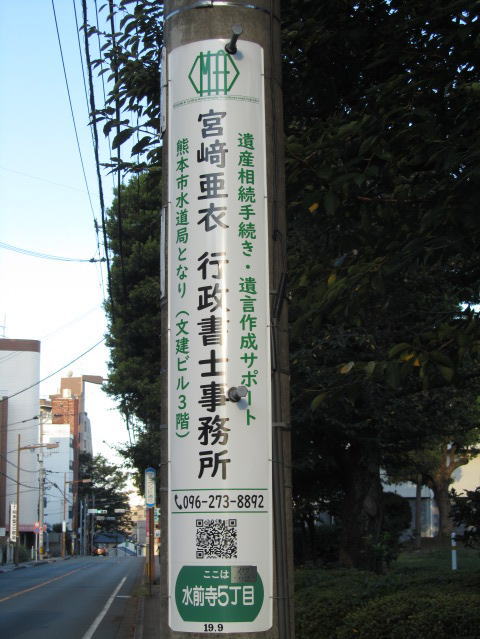 MAE
遺産相続手続き・遺言作成サポート
宮﨑亜衣 行政書士事務所
熊本市水道局となり（文建ビル3階）
096-273-8892
ここは
水前寺5丁目
19.9